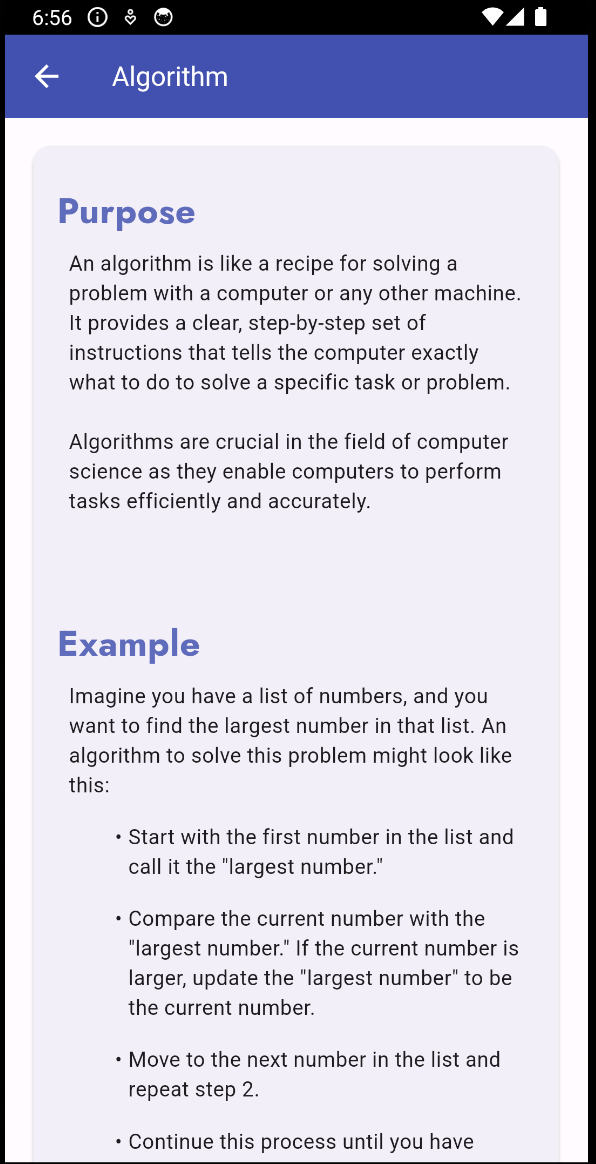 6:56
Algorithm
Purpose
An algorithm is like a recipe for solving a
problem with a computer or any other machine.
It provides a clear, step-by-step set of
instructions that tells the computer exactly
what to do to solve a specific task or problem.
Algorithms are crucial in the field of computer
science as they enable computers to perform
tasks efficiently and accurately.
Example
Imagine you have a list of numbers, and you
want to find the largest number in that list. An
algorithm to solve this problem might look like
this:
• Start with the first number in the list and
call it the "largest number."
• Compare the current number with the
"largest number." If the current number is
larger, update the "largest number" to be
the current number.
• Move to the next number in the list and
repeat step 2.
• Continue this process until you have